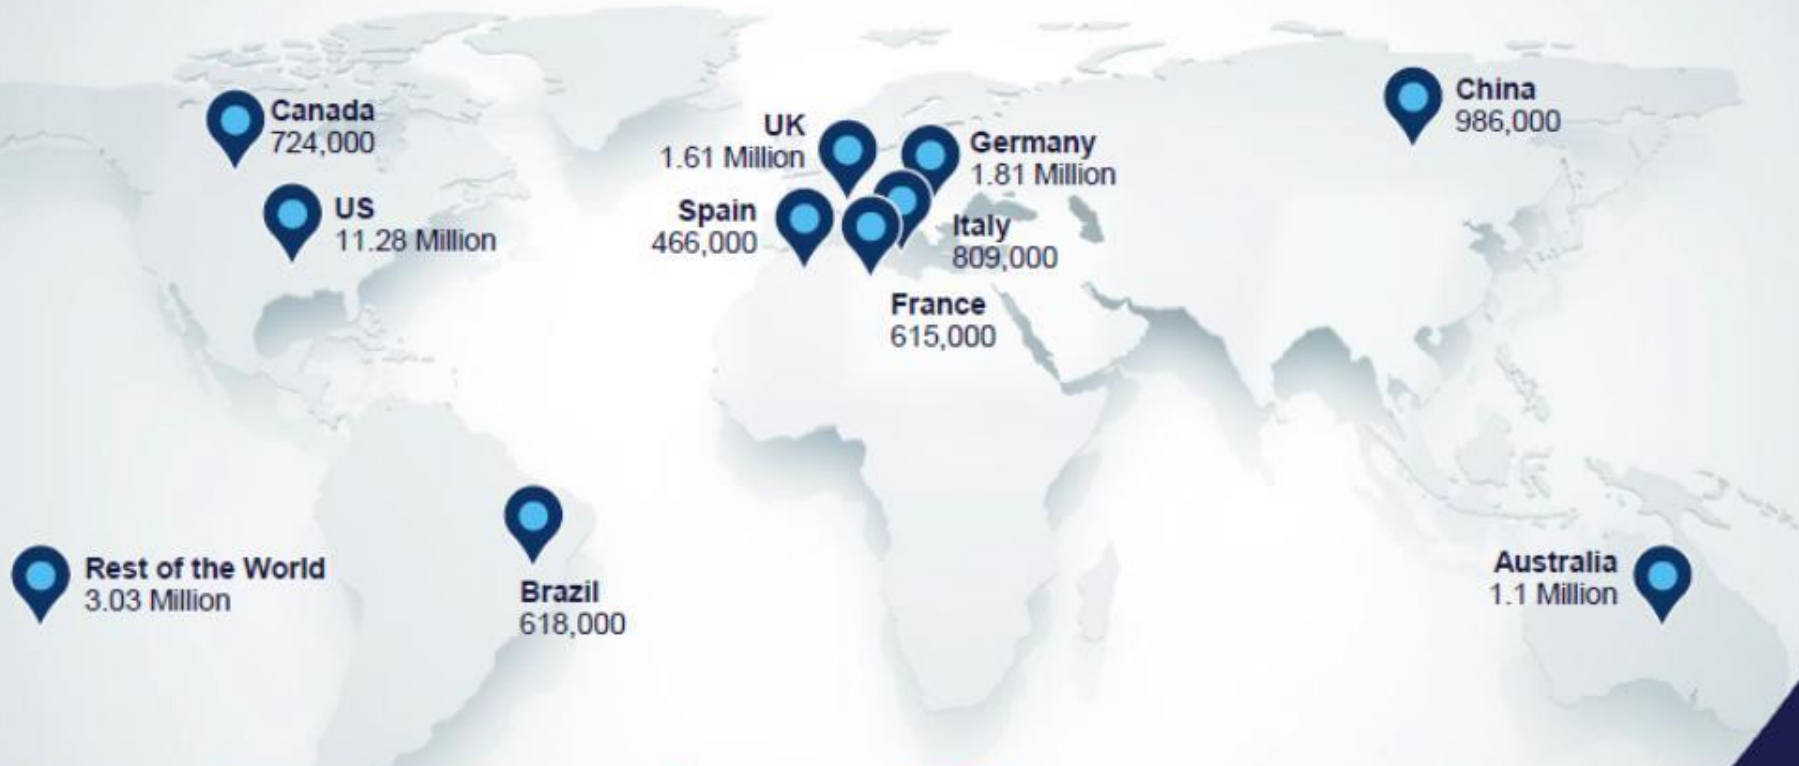 Canada
724,000
US
11.28 Million
UK
1.61 Million
Germany
1.81 Million
Spain
466,000
Italy
809,000
France
615,000
China
986,000
Rest of the World
3.03 Million
Brazil
618,000
Australia
1.1 Million